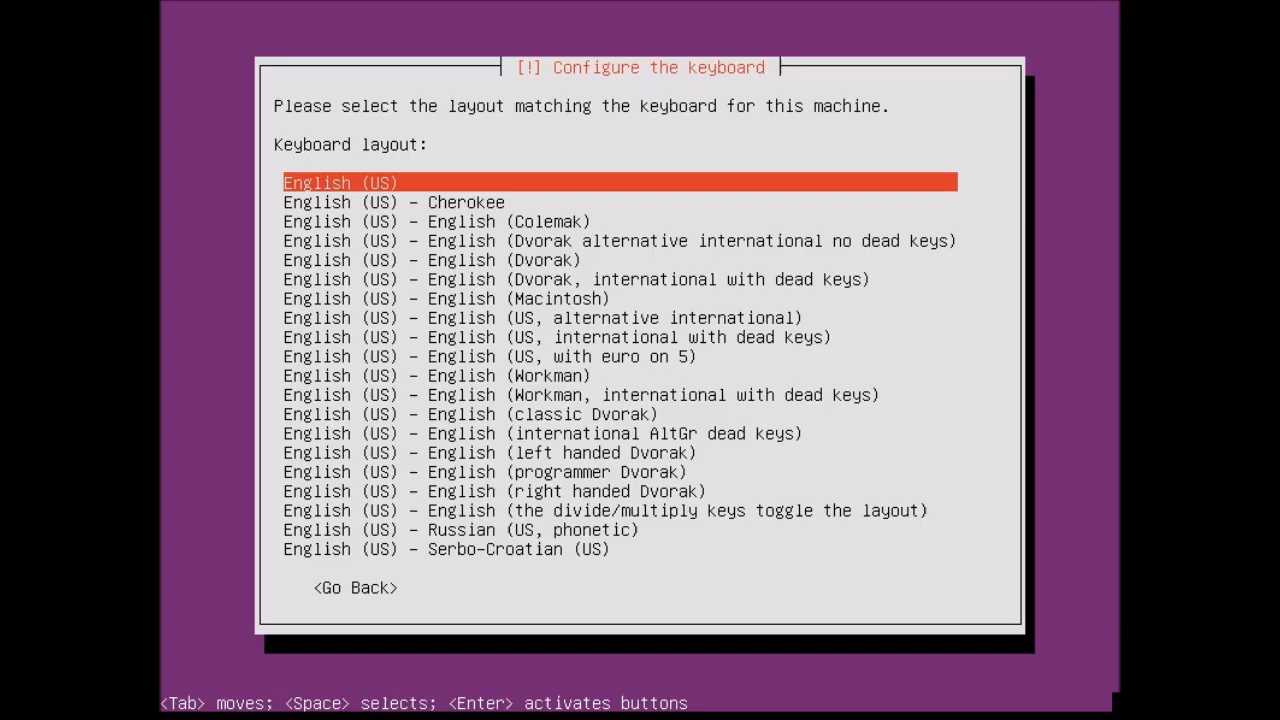 [!] Configure the keyboard
Please select the layout matching the keyboard for this machine.
Keyboard layout:
English (US)
English (US) - Cherokee
English (US) - English (Colemak)
English (US) - English (Dvorak alternative international no dead keys)
English (US) - English (Dvorak)
English (US) - English (Dvorak, international with dead keys)
English (US) - English (Macintosh)
English (US) - English (US, alternative international)
English (US) - English (US, international with dead keys)
English (US) - English (US, with euro on 5)
English (US) - English (Workman)
English (US) - English (Workman, international with dead keys)
English (US) - English (classic Dvorak)
English (US) - English (international AltGr dead keys)
English (US) - English (left handed Dvorak)
English (US) - English (programmer Dvorak)
English (US) - English (right handed Dvorak)
English (US) - English (the divide/multiply keys toggle the layout)
English (US) - Russian (US, phonetic)
English (US) - Serbo-Croatian (US)
<Go Back>
<Tab> moves; <Space> selects; <Enter> activates buttons